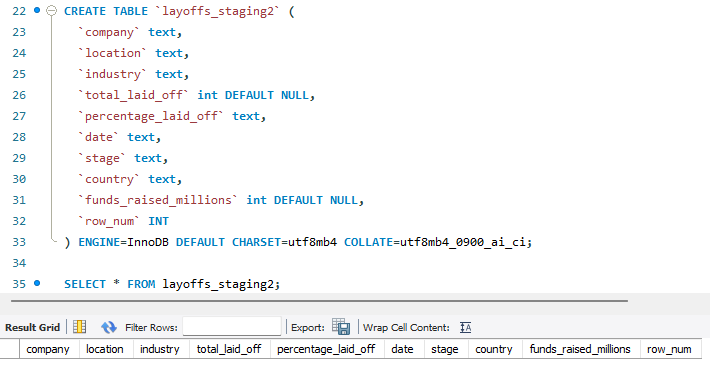 22 CREATE TABLE `layoffs_staging2` (
23 `company` text,
24 `location` text,
25 `industry` text,
26 `total_laid_off` int DEFAULT NULL,
27 `percentage_laid_off` text,
28 `date` text,
29 `stage` text,
30 `country` text,
31 `funds_raised_millions` int DEFAULT NULL,
32 `row_num` INT
33 ) ENGINE=InnoDB DEFAULT CHARSET=utf8mb4 COLLATE=utf8mb4_0900_ai_ci;
34
35 SELECT * FROM layoffs_staging2;
Result Grid Filter Rows: Export: Wrap Cell Content: IA
company location industry total_laid_off percentage_laid_off date stage country funds_raised_millions row_num